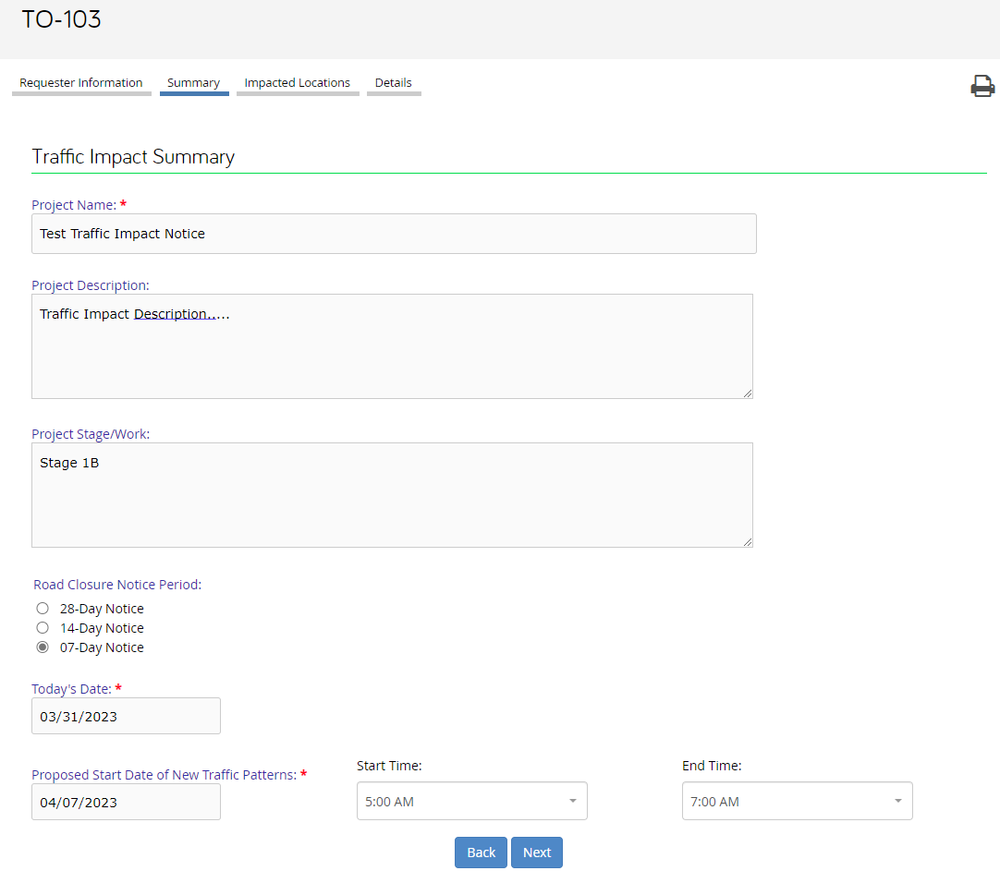 TO-103
Requester Information Summary Impacted Locations Details
Traffic Impact Summary
Project Name: *
Test Traffic Impact Notice
Project Description:
Traffic Impact Description.....
Project Stage/Work:
Stage 1B
Road Closure Notice Period:
28-Day Notice
14-Day Notice
07-Day Notice
Today's Date: *
03/31/2023
Proposed Start Date of New Traffic Patterns: * Start Time: End Time:
04/07/2023 5:00 AM 7:00 AM
Back Next